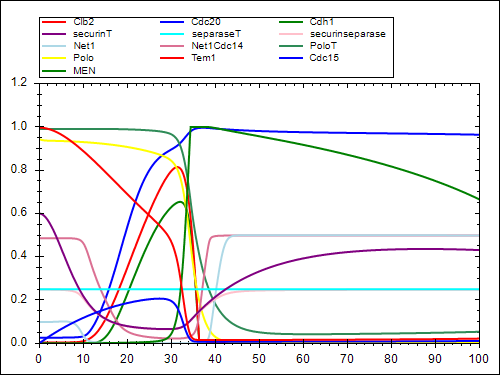 Clb2 Cdc20 Cdh1
securinT separaseT securinseparase
Net1 Net1Cdc14 PoloT
Polo Tem1 Cdc15
MEN
1.2
1.0
0.8
0.6
0.4
0.2
0.0
0 10 20 30 40 50 60 70 80 90 100